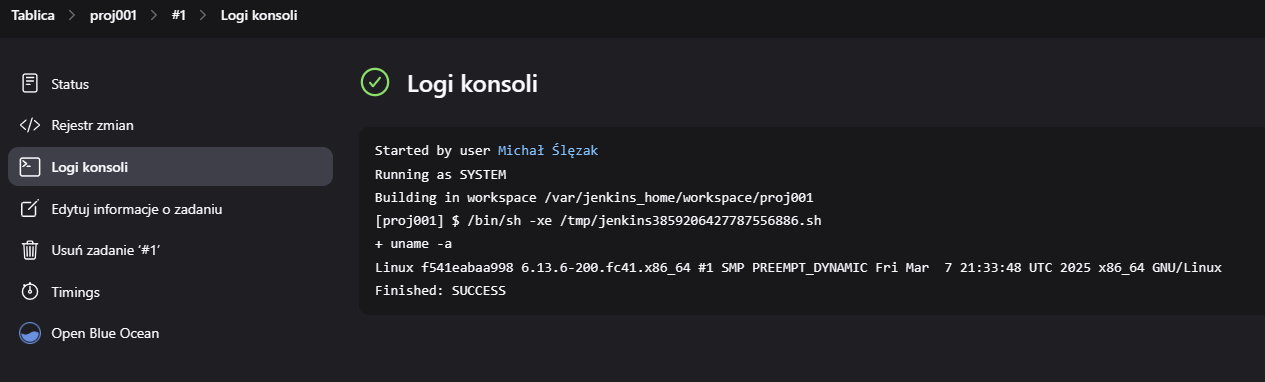 Tablica > proj001 > #1 > Logi konsoli
Status
Rejestr zmian
Logi konsoli
Edytuj informacje o zadaniu
Usuń zadanie ‘#1’
Timings
Open Blue Ocean
Logi konsoli
Started by user Michał Ślęzak
Running as SYSTEM
Building in workspace /var/jenkins_home/workspace/proj001
[proj001] $ /bin/sh -xe /tmp/jenkins3859206427787556886.sh
+ uname -a
Linux f541eabaa998 6.13.6-200.fc41.x86_64 #1 SMP PREEMPT_DYNAMIC Fri Mar  7 21:33:48 UTC 2025 x86_64 GNU/Linux
Finished: SUCCESS